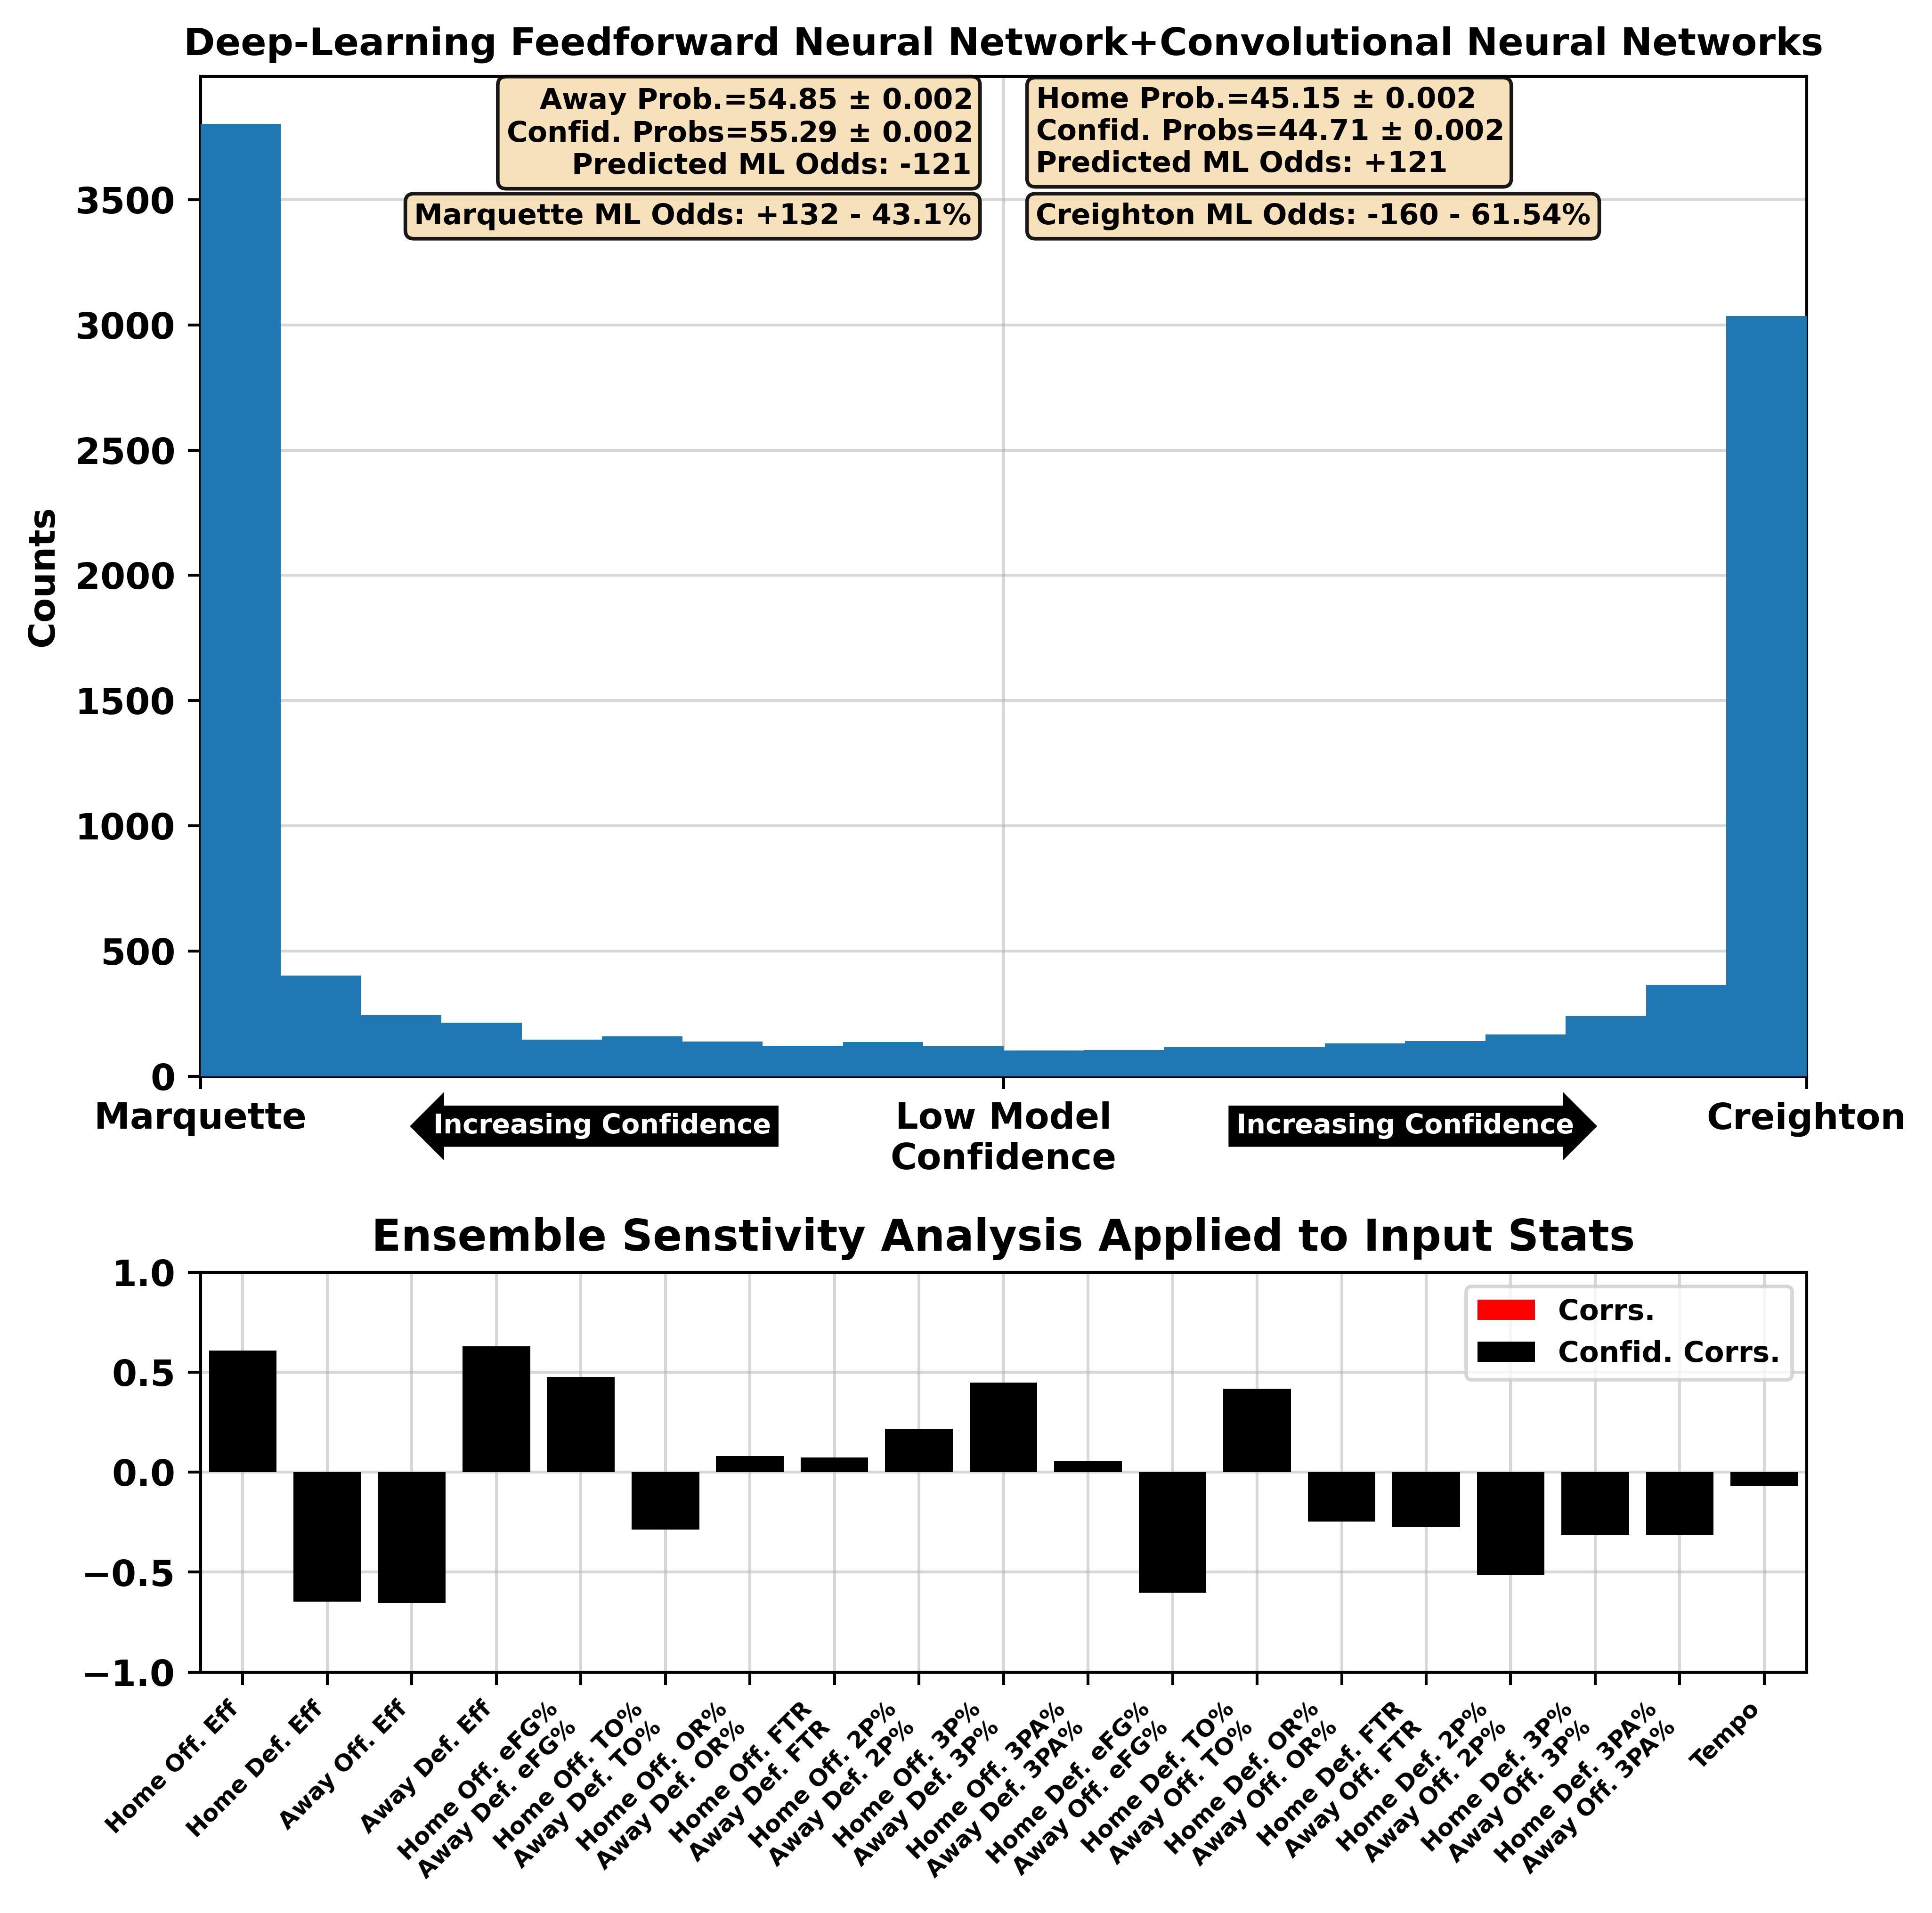 Deep-Learning Feedforward Neural Network+Convolutional Neural Networks
Away Prob.=54.85 ± 0.002
Confid. Probs=55.29 ± 0.002
Predicted ML Odds: -121
Home Prob.=45.15 ± 0.002
Confid. Probs=44.71 ± 0.002
Predicted ML Odds: +121
Marquette ML Odds: +132 - 43.1%
Creighton ML Odds: -160 - 61.54%
Counts
3500
3000
2500
2000
1500
1000
500
0
Marquette
Increasing Confidence
Low Model
Confidence
Increasing Confidence
Creighton
Ensemble Senstivity Analysis Applied to Input Stats
1.0
0.5
0.0
−0.5
−1.0
Corrs.
Confid. Corrs.
Home Off. Eff
Home Def. Eff
Away Off. Eff
Away Def. Eff
Home Off. eFG%
Away Def. eFG%
Home Off. TO%
Away Def. TO%
Home Off. OR%
Away Def. OR%
Home Off. FTR
Away Def. FTR
Home Off. 2P%
Away Def. 2P%
Home Off. 3P%
Away Def. 3P%
Home Off. 3PA%
Away Def. 3PA%
Home Def. eFG%
Away Off. eFG%
Home Def. TO%
Away Off. TO%
Home Def. OR%
Away Off. OR%
Home Def. FTR
Away Off. FTR
Home Def. 2P%
Away Off. 2P%
Home Def. 3P%
Away Off. 3P%
Home Def. 3PA%
Away Off. 3PA%
Tempo